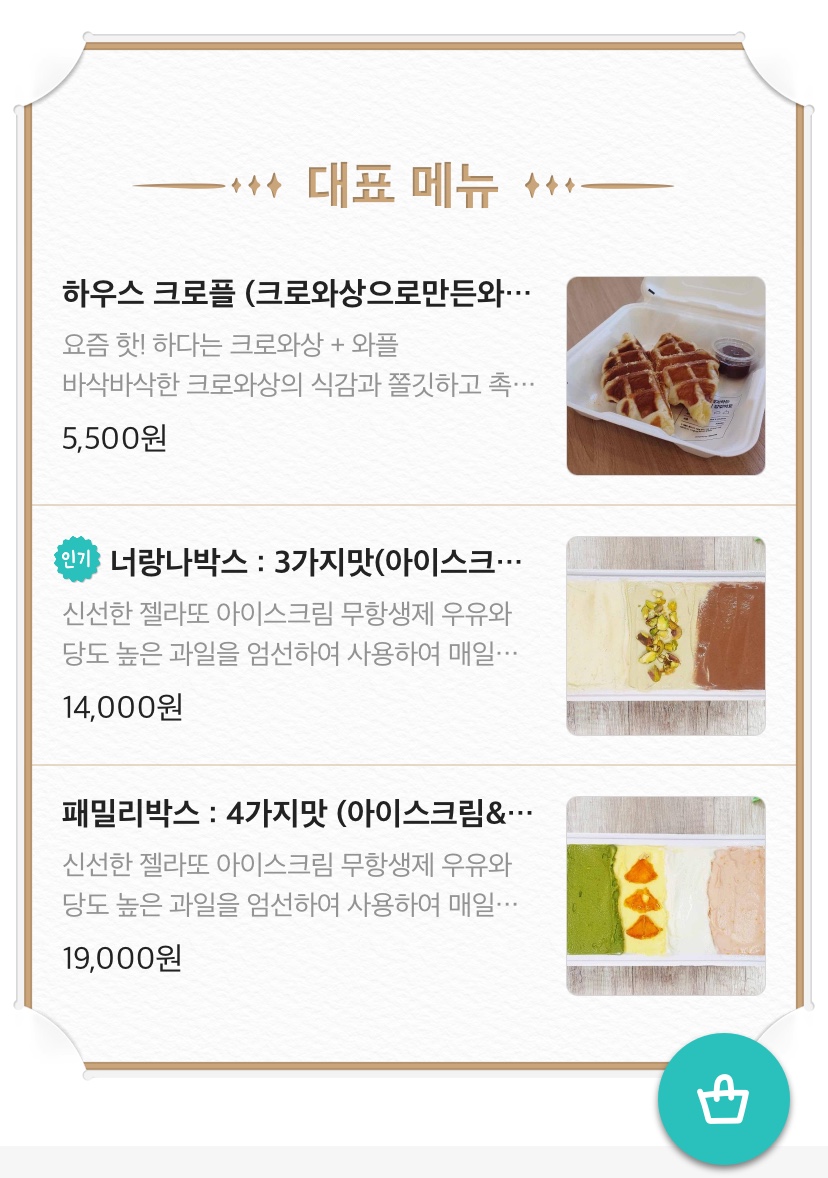 대표 메뉴
하우스 크로플 (크로와상으로만든와…
요즘 핫! 하다는 크로와상 + 와플
바삭바삭한 크로와상의 식감과 쫄깃하고 촉…
5,500원
인기 너랑나박스 : 3가지맛(아이스크…
신선한 젤라또 아이스크림 무항생제 우유와
당도 높은 과일을 엄선하여 사용하여 매일…
14,000원
패밀리박스 : 4가지맛 (아이스크림&…
신선한 젤라또 아이스크림 무항생제 우유와
당도 높은 과일을 엄선하여 사용하여 매일…
19,000원